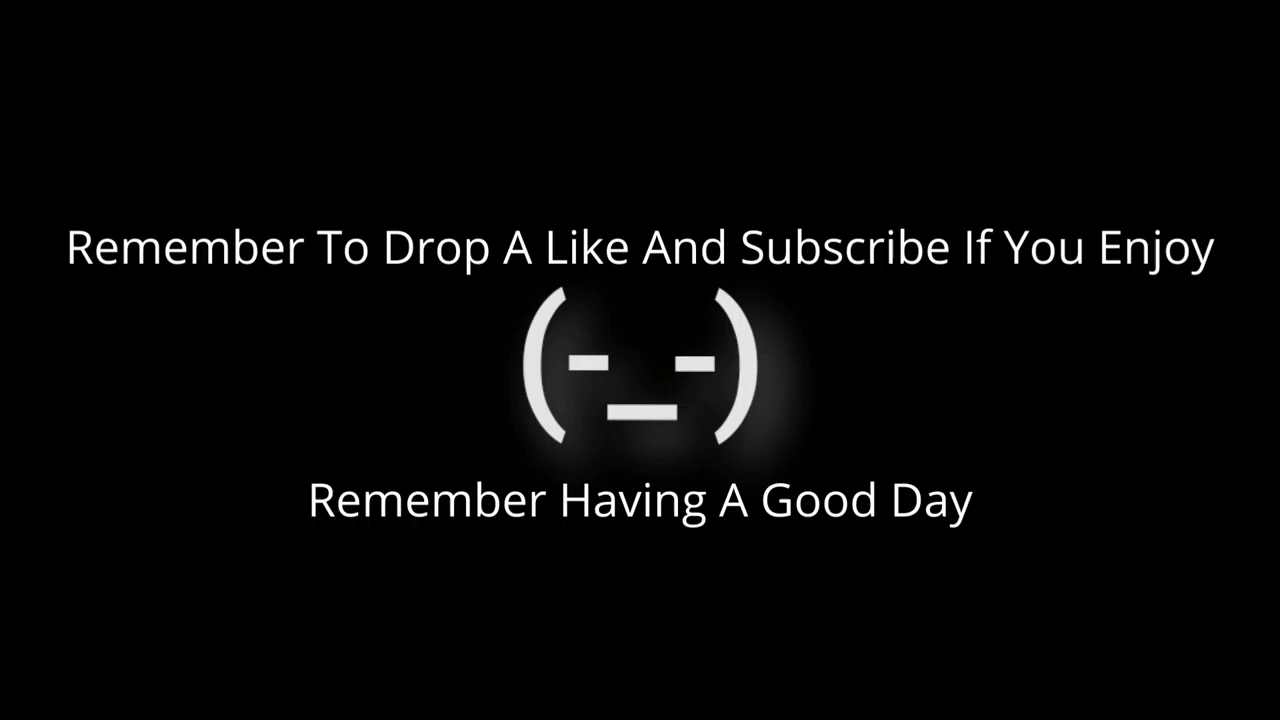 Remember To Drop A Like And Subscribe If You Enjoy
(-_-)
Remember Having A Good Day